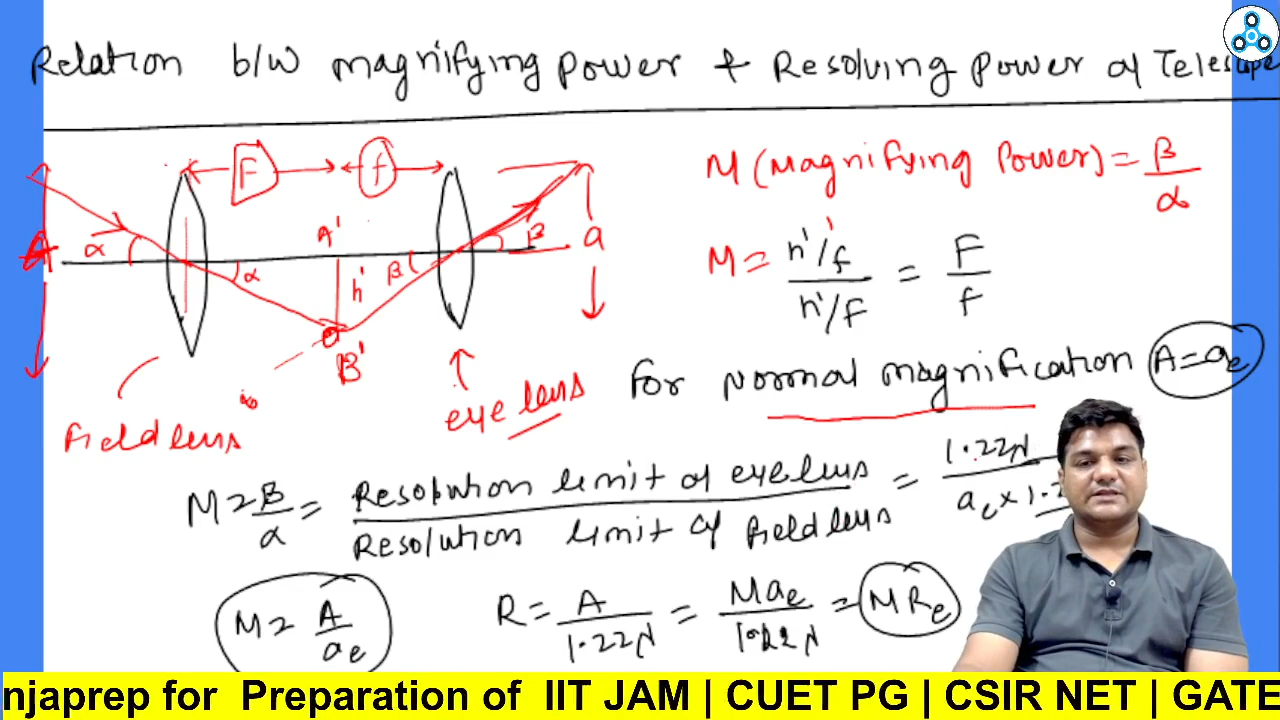 Relation b/w magnifying power & Resolving power of Telescope
F
f
A
α
α
A'
h'
B'
β
β
a
M (Magnifying Power) = β/α
M = h'/f / h'/F = F/f
for Normal magnification A = ae
field lens
eye lens
M = β/α = Resolution limit of eye lens / Resolution limit of field lens = 1.22λ / ae × 1.2
M = A/ae
R = A/1.22λ = Mae/1.22λ = MRe
njaprep for Preparation of IIT JAM | CUET PG | CSIR NET | GATE